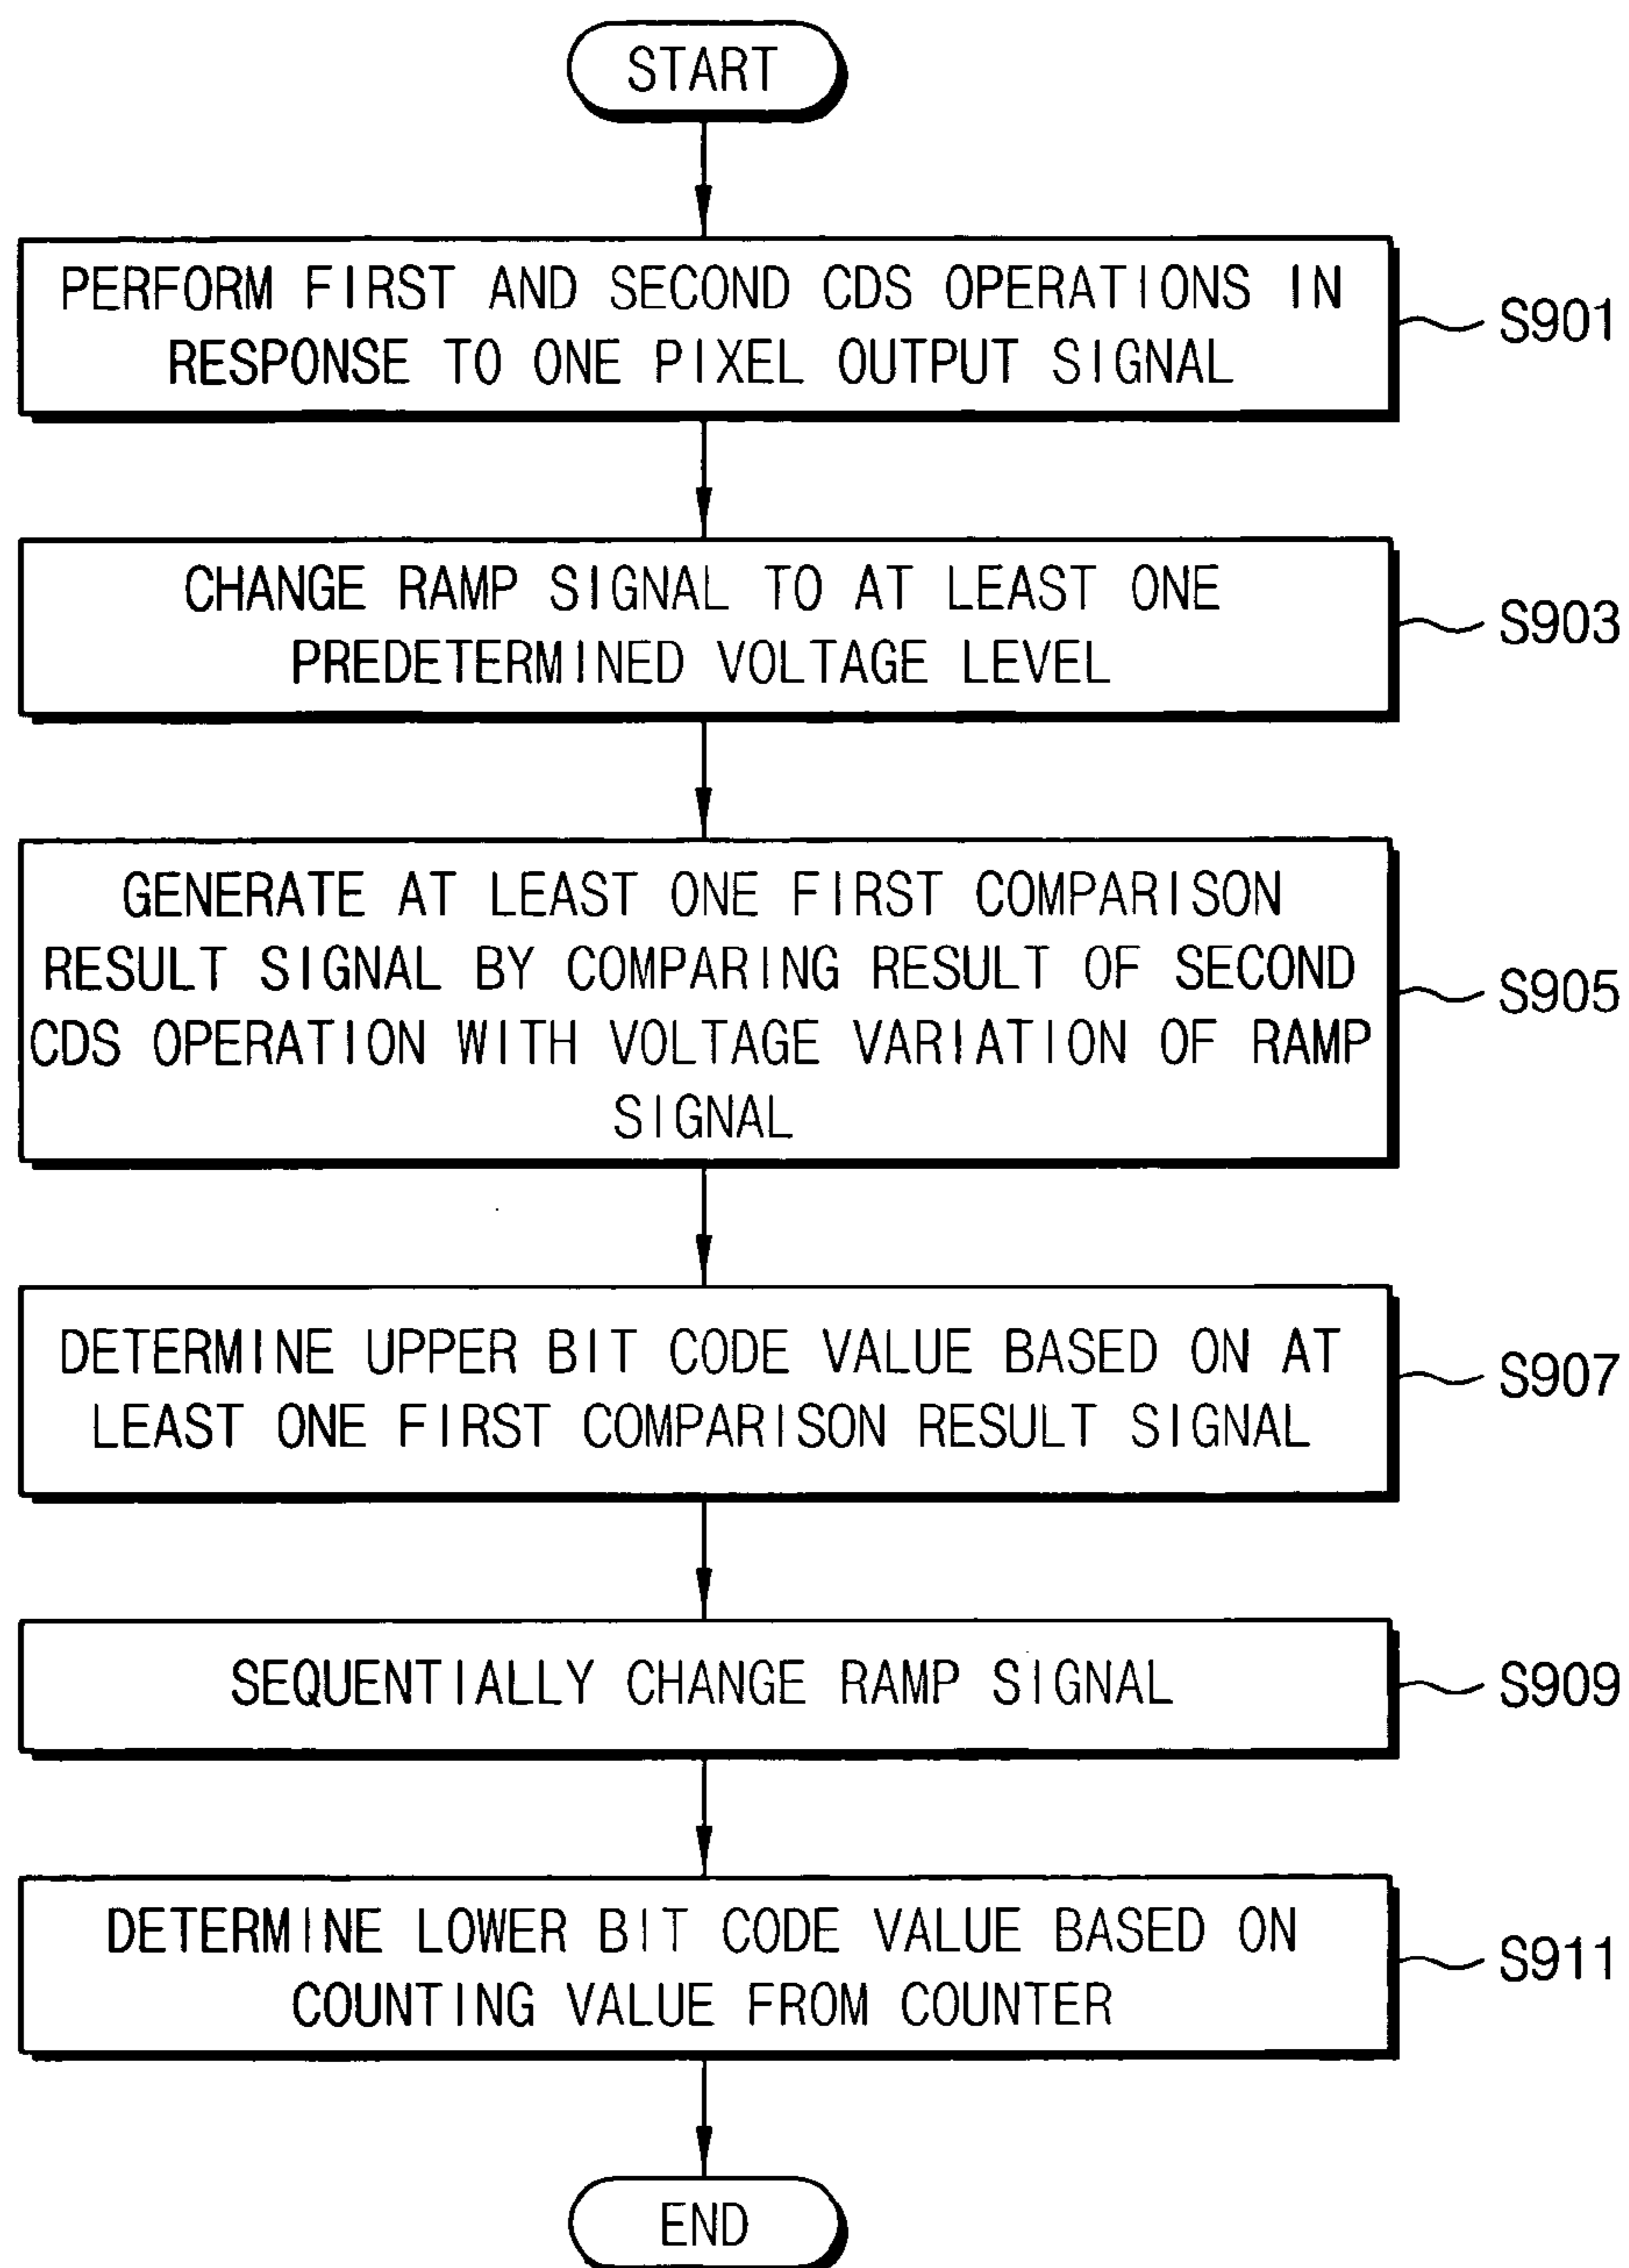 START
PERFORM FIRST AND SECOND CDS OPERATIONS IN
RESPONSE TO ONE PIXEL OUTPUT SIGNAL
S901
CHANGE RAMP SIGNAL TO AT LEAST ONE
PREDETERMINED VOLTAGE LEVEL
S903
GENERATE AT LEAST ONE FIRST COMPARISON
RESULT SIGNAL BY COMPARING RESULT OF SECOND
CDS OPERATION WITH VOLTAGE VARIATION OF RAMP
SIGNAL
S905
DETERMINE UPPER BIT CODE VALUE BASED ON AT
LEAST ONE FIRST COMPARISON RESULT SIGNAL
S907
SEQUENTIALLY CHANGE RAMP SIGNAL
S909
DETERMINE LOWER BIT CODE VALUE BASED ON
COUNTING VALUE FROM COUNTER
S911
END